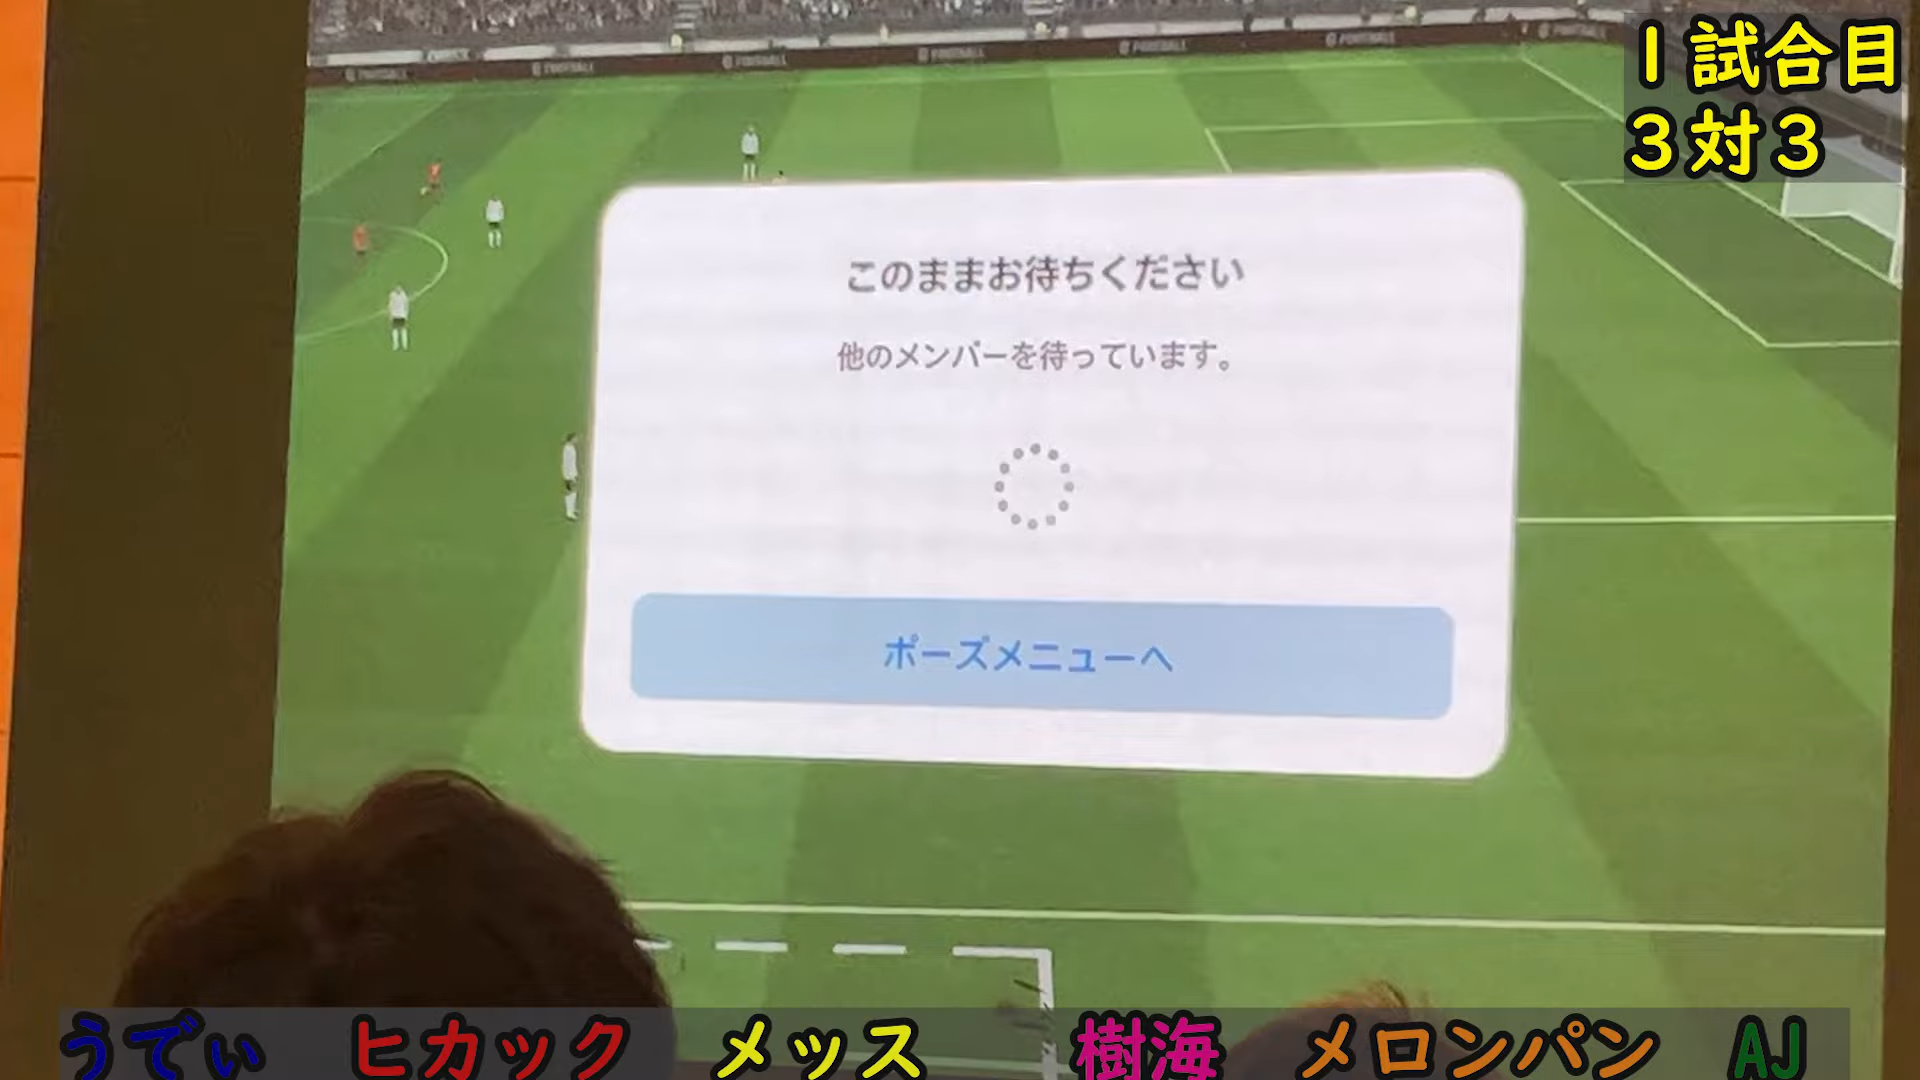 1試合目
3対3
このままお待ちください
他のメンバーを待っています。
ポーズメニューへ
うでぃ ヒカック メッス 樹海 メロンパン AJ